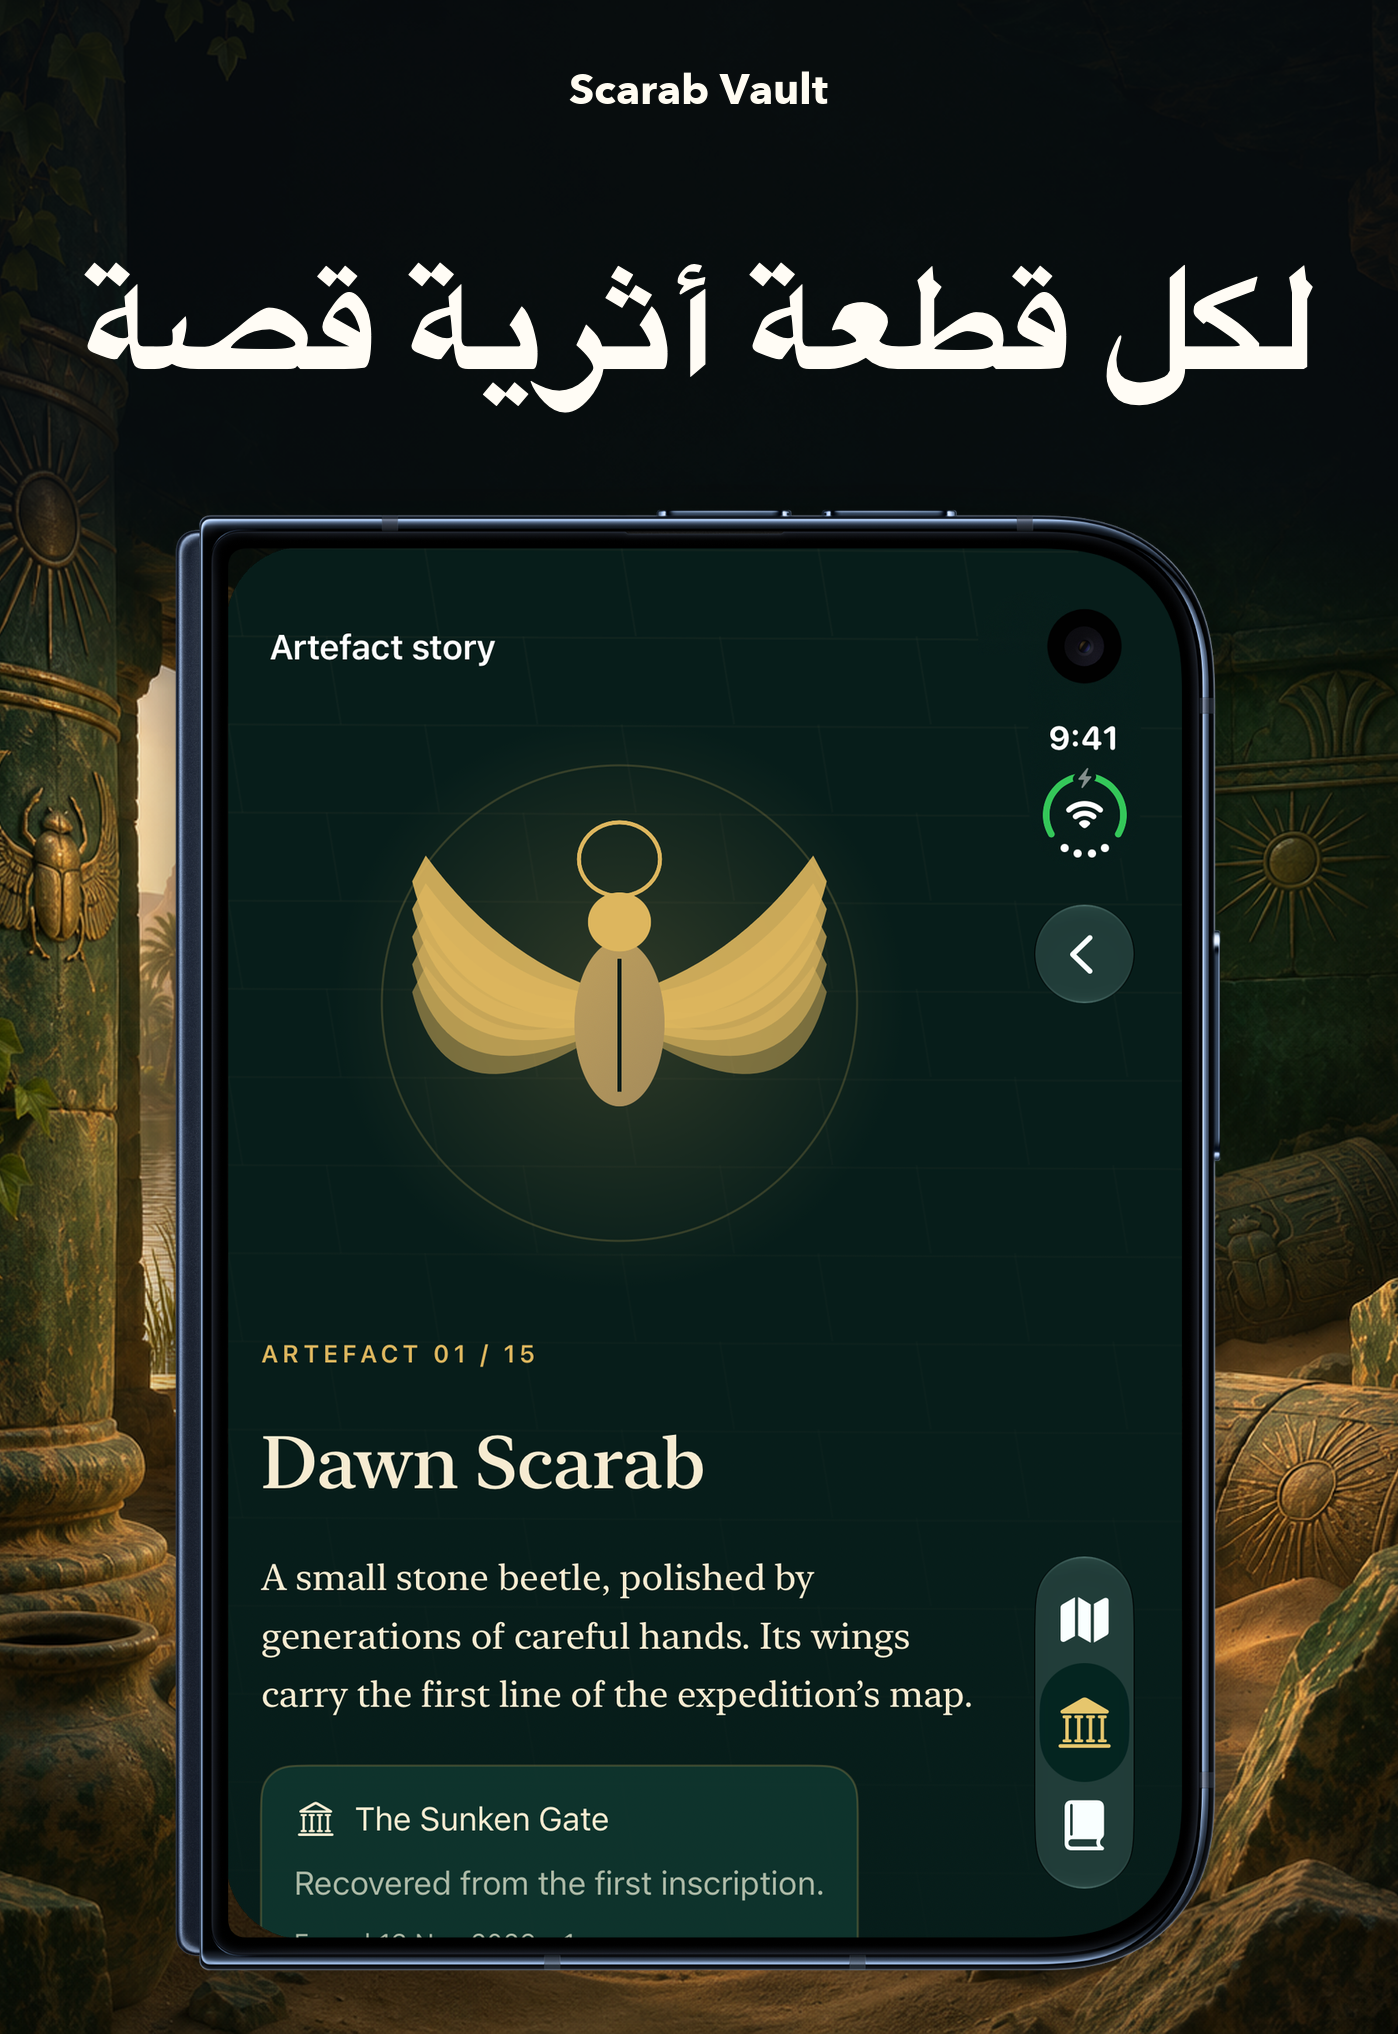 Scarab Vault
لكل قطعة أثرية قصة
Artefact story
9:41
ARTEFACT 01 / 15
Dawn Scarab
A small stone beetle, polished by
generations of careful hands. Its wings
carry the first line of the expedition’s map.
The Sunken Gate
Recovered from the first inscription.